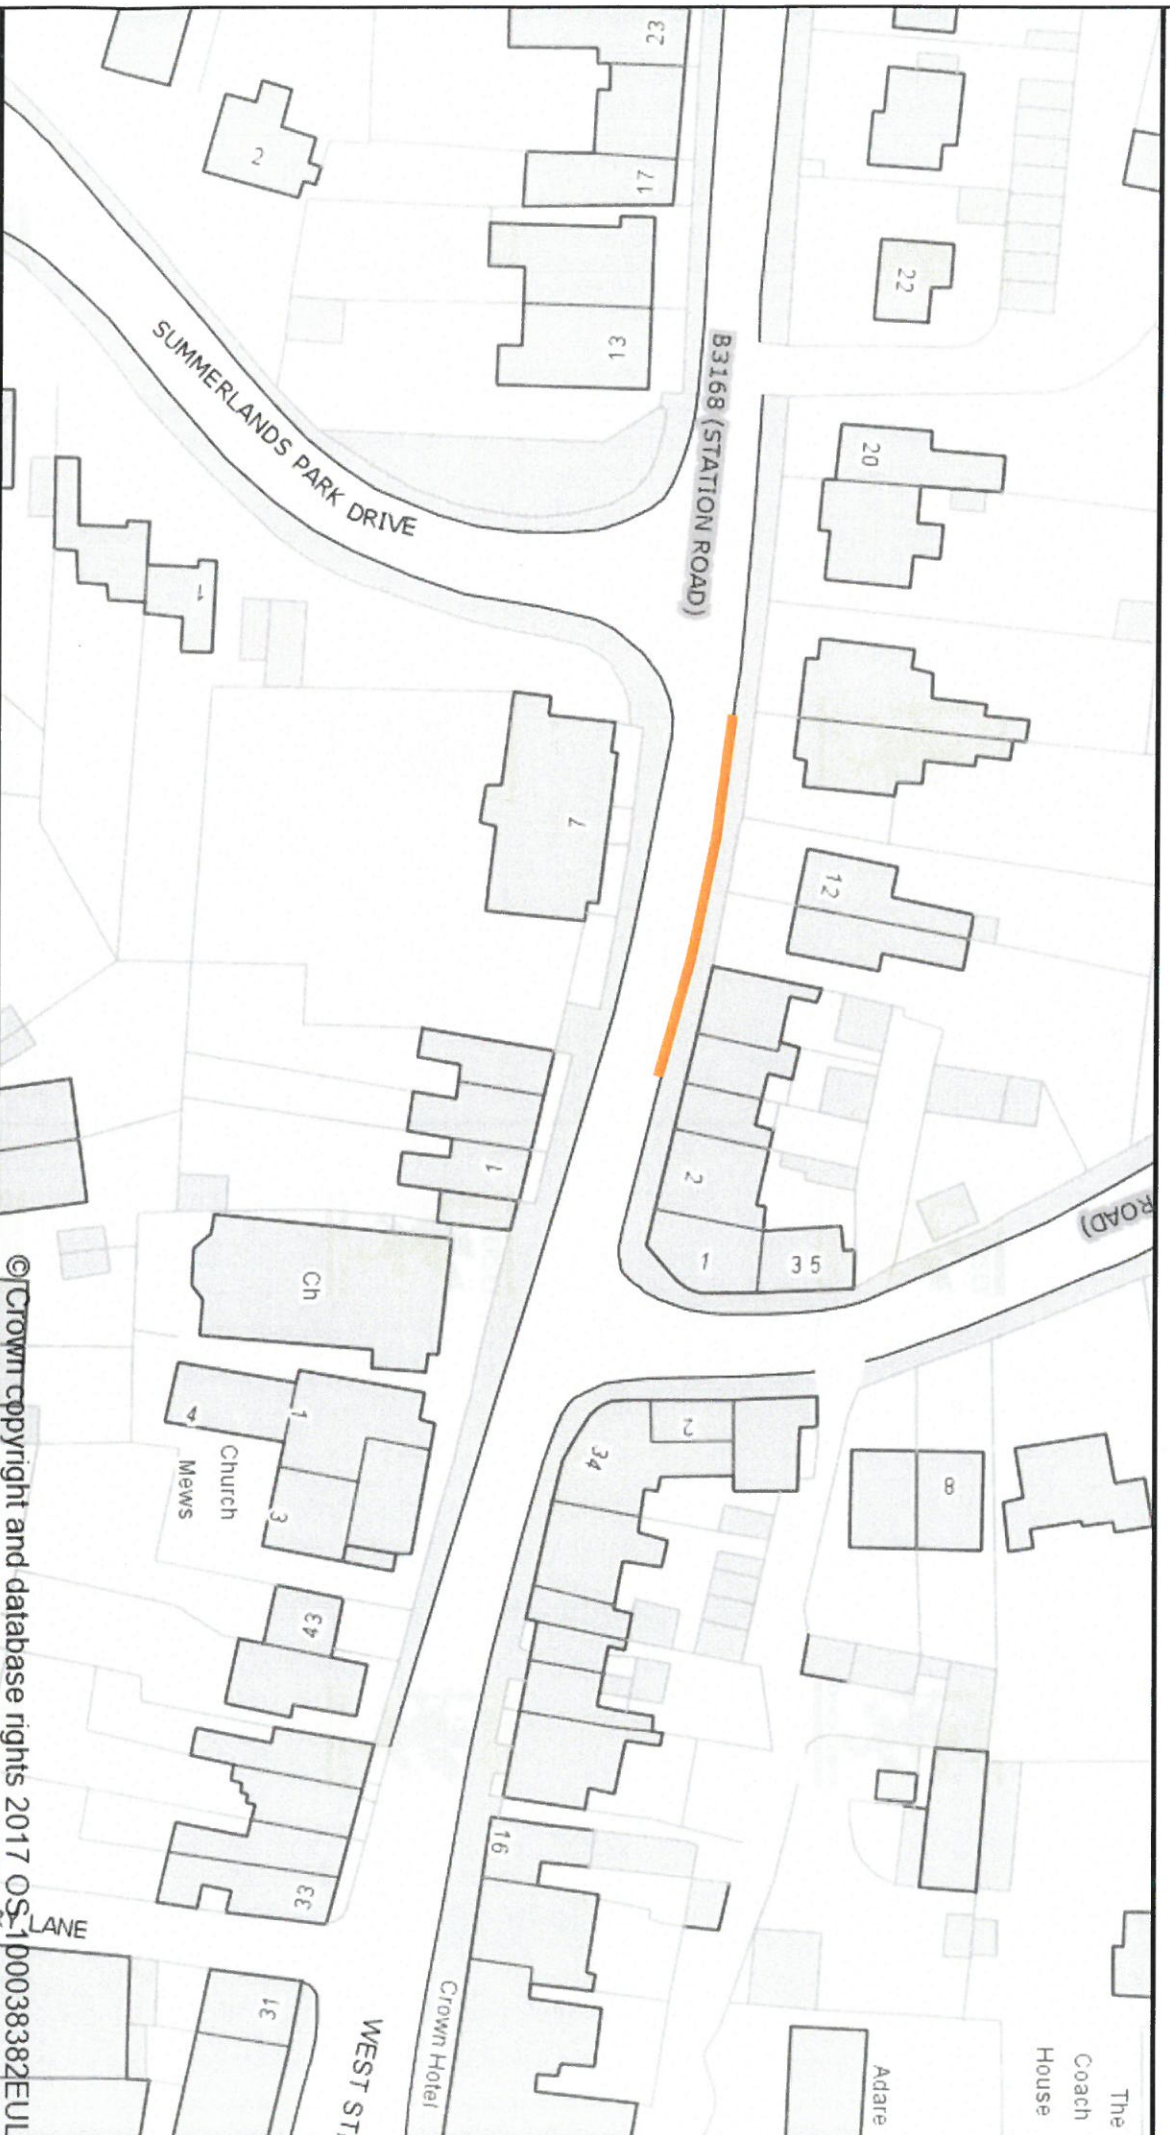 23
2
17
22
13
B3168 (STATION ROAD)
SUMMERLANDS PARK DRIVE
20
1
7
12
1
2
1
35
ROAD)
Ch
4
1
3
Church
Mews
34
2
8
43
33
16
LANE
31
Crown Hotel
WEST ST
Adare
The
Coach
House
© Crown copyright and database rights 2017 OS 100038382EUL